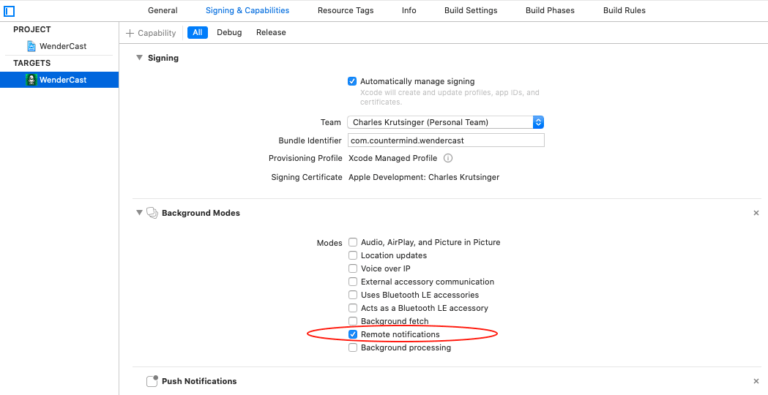 General Signing & Capabilities Resource Tags Info Build Settings Build Phases Build Rules
PROJECT
WenderCast
TARGETS
WenderCast
+ Capability All Debug Release
Signing
Automatically manage signing
Xcode will create and update profiles, app IDs, and
certificates.
Team Charles Krutsinger (Personal Team)
Bundle Identifier com.countermind.wendercast
Provisioning Profile Xcode Managed Profile
Signing Certificate Apple Development: Charles Krutsinger
Background Modes
Modes Audio, AirPlay, and Picture in Picture
Location updates
Voice over IP
External accessory communication
Uses Bluetooth LE accessories
Acts as a Bluetooth LE accessory
Background fetch
Remote notifications
Background processing
Push Notifications